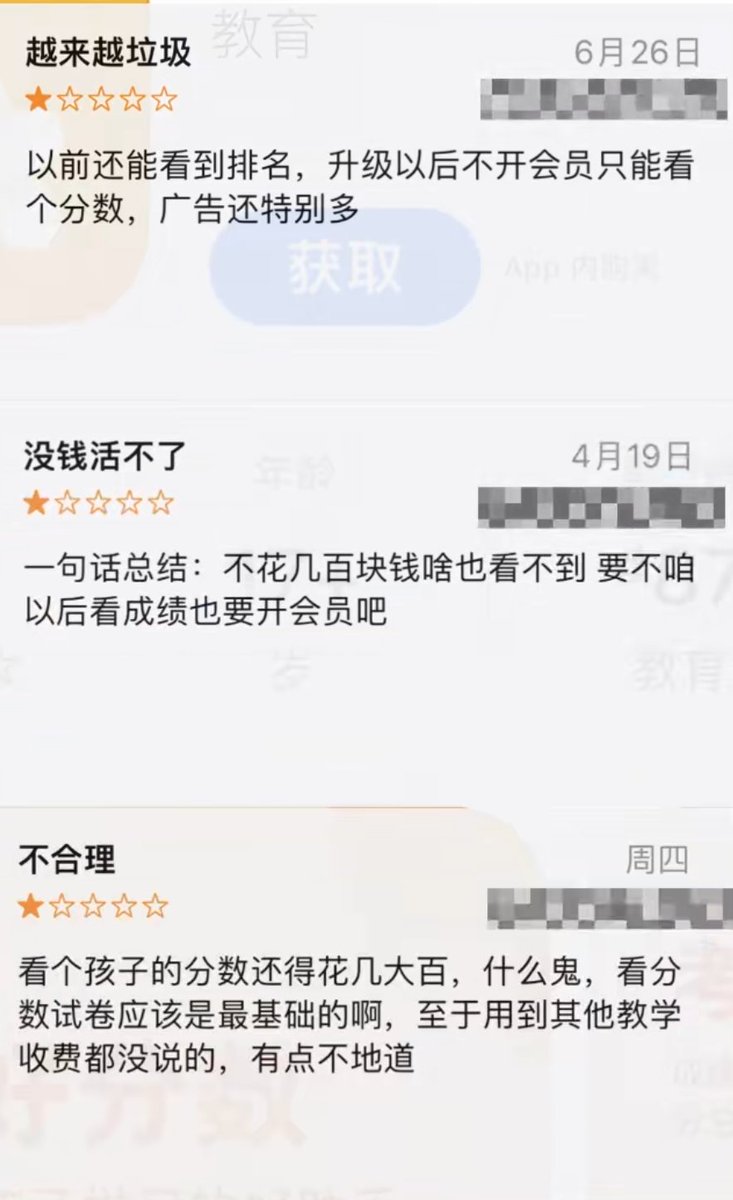 教育
越来越垃圾
6月26日
以前还能看到排名，升级以后不开会员只能看
个分数，广告还特别多
获取
App 内购买
没钱活不了
4月19日
年龄
一句话总结：不花几百块钱啥也看不到 要不咱
以后看成绩也要开会员吧
岁
教育
不合理
周四
看个孩子的分数还得花几大百，什么鬼，看分
数试卷应该是最基础的啊，至于用到其他教学
收费都没说的，有点不地道
好分数